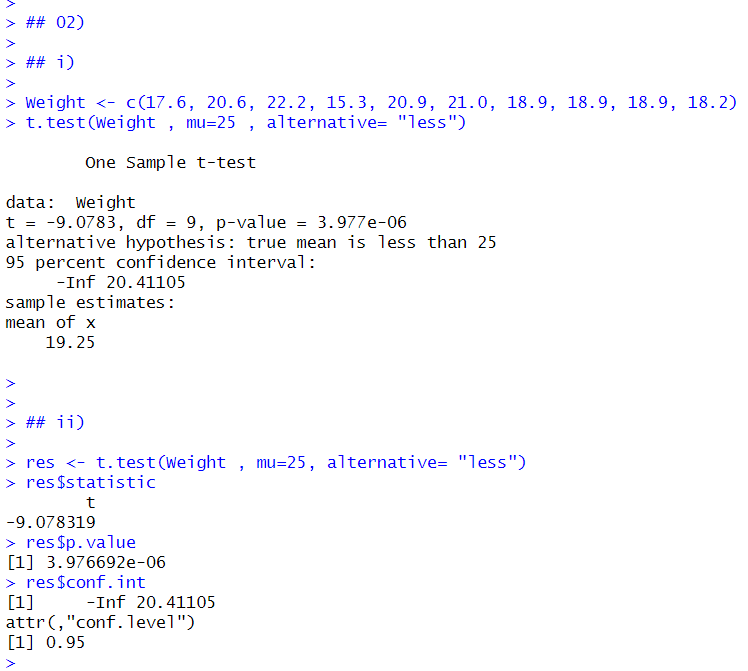 >
> ## 02)
>
> ## i)
>
> Weight <- c(17.6, 20.6, 22.2, 15.3, 20.9, 21.0, 18.9, 18.9, 18.9, 18.2)
> t.test(Weight , mu=25 , alternative= "less")
One Sample t-test
data:  Weight
t = -9.0783, df = 9, p-value = 3.977e-06
alternative hypothesis: true mean is less than 25
95 percent confidence interval:
-Inf 20.41105
sample estimates:
mean of x
19.25
>
>
> ## ii)
>
> res <- t.test(Weight , mu=25, alternative= "less")
> res$statistic
t
-9.078319
> res$p.value
[1] 3.976692e-06
> res$conf.int
[1]     -Inf 20.41105
attr(,"conf.level")
[1] 0.95
>